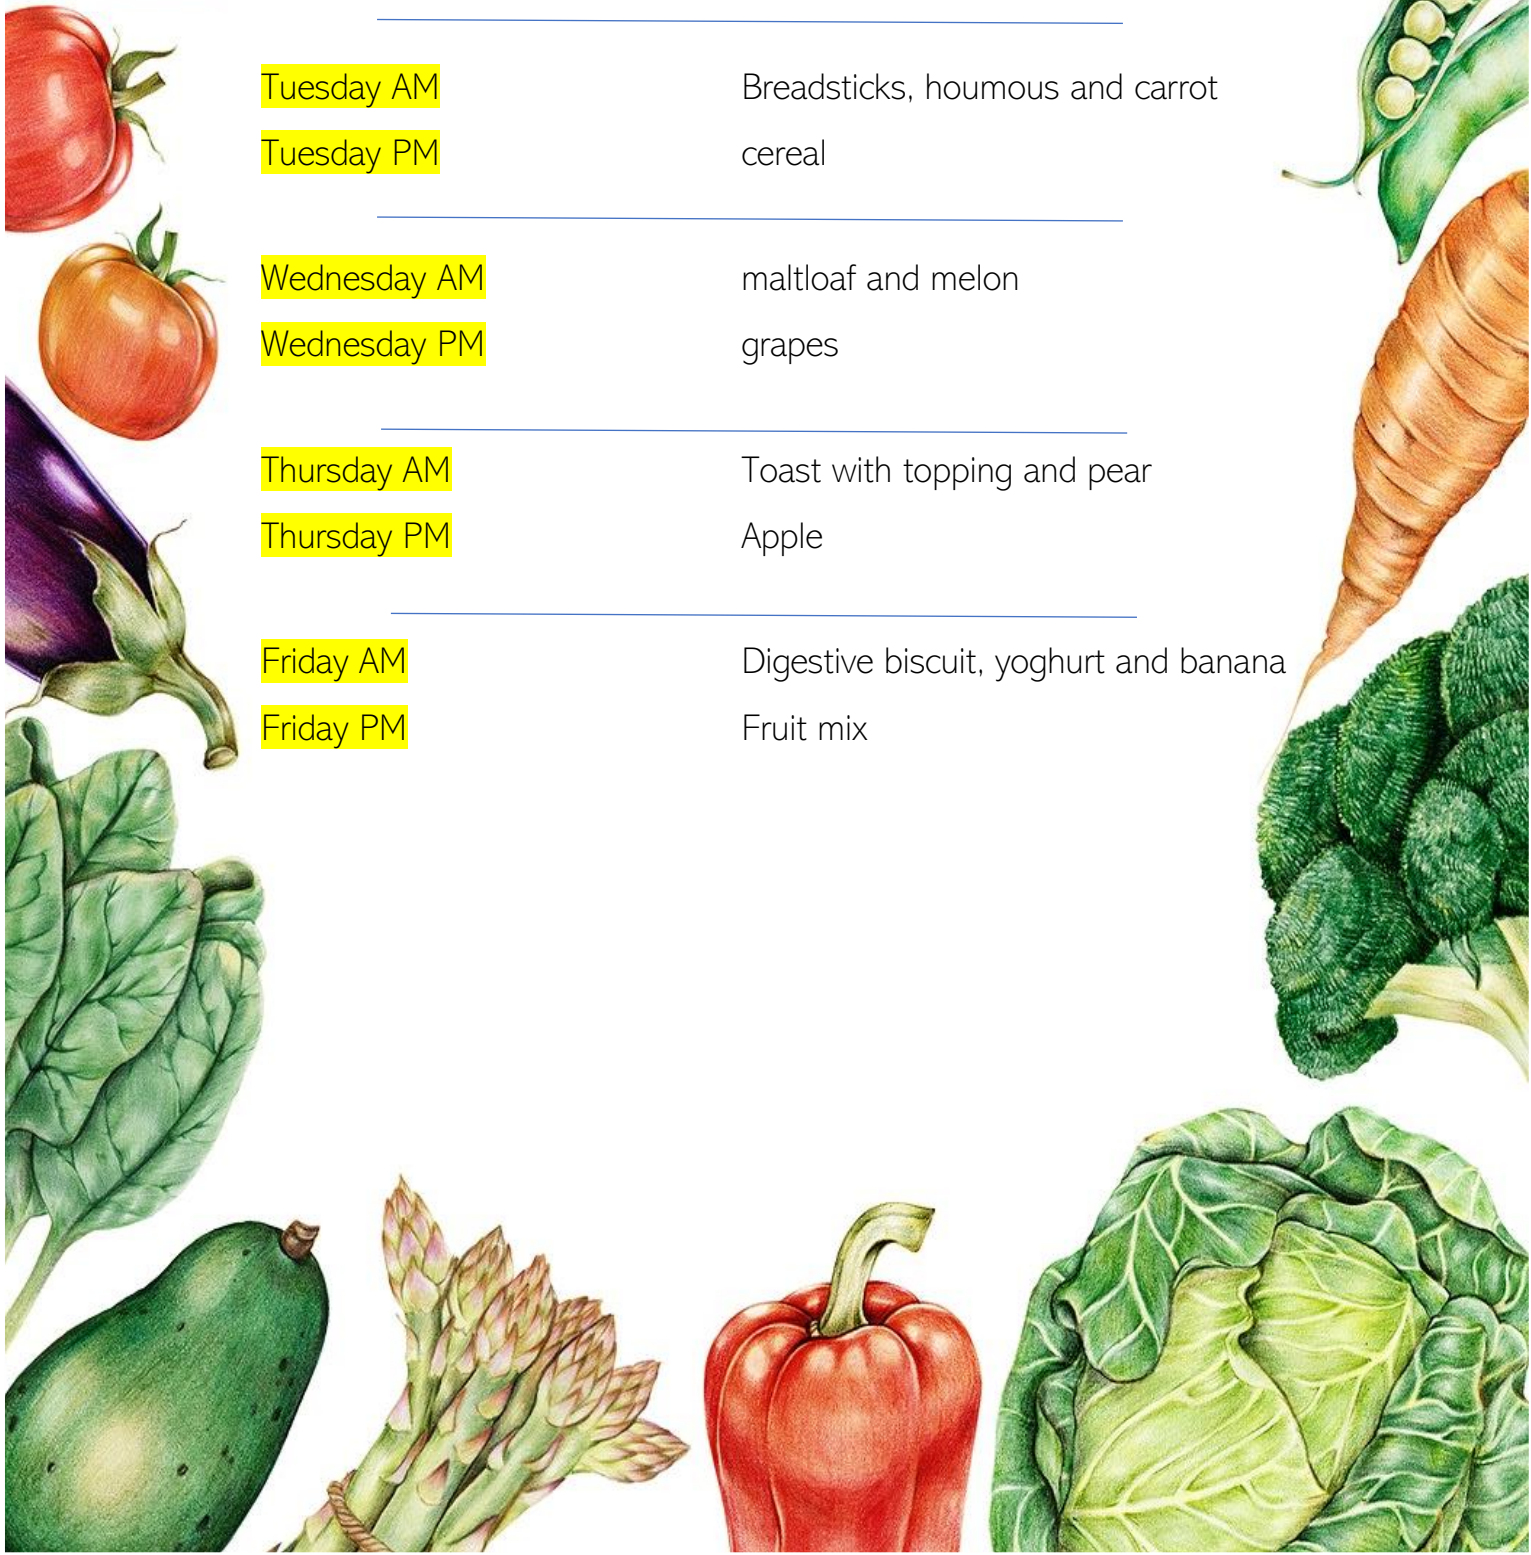 Tuesday AM Breadsticks, houmous and carrot
Tuesday PM cereal
Wednesday AM maltloaf and melon
Wednesday PM grapes
Thursday AM Toast with topping and pear
Thursday PM Apple
Friday AM Digestive biscuit, yoghurt and banana
Friday PM Fruit mix